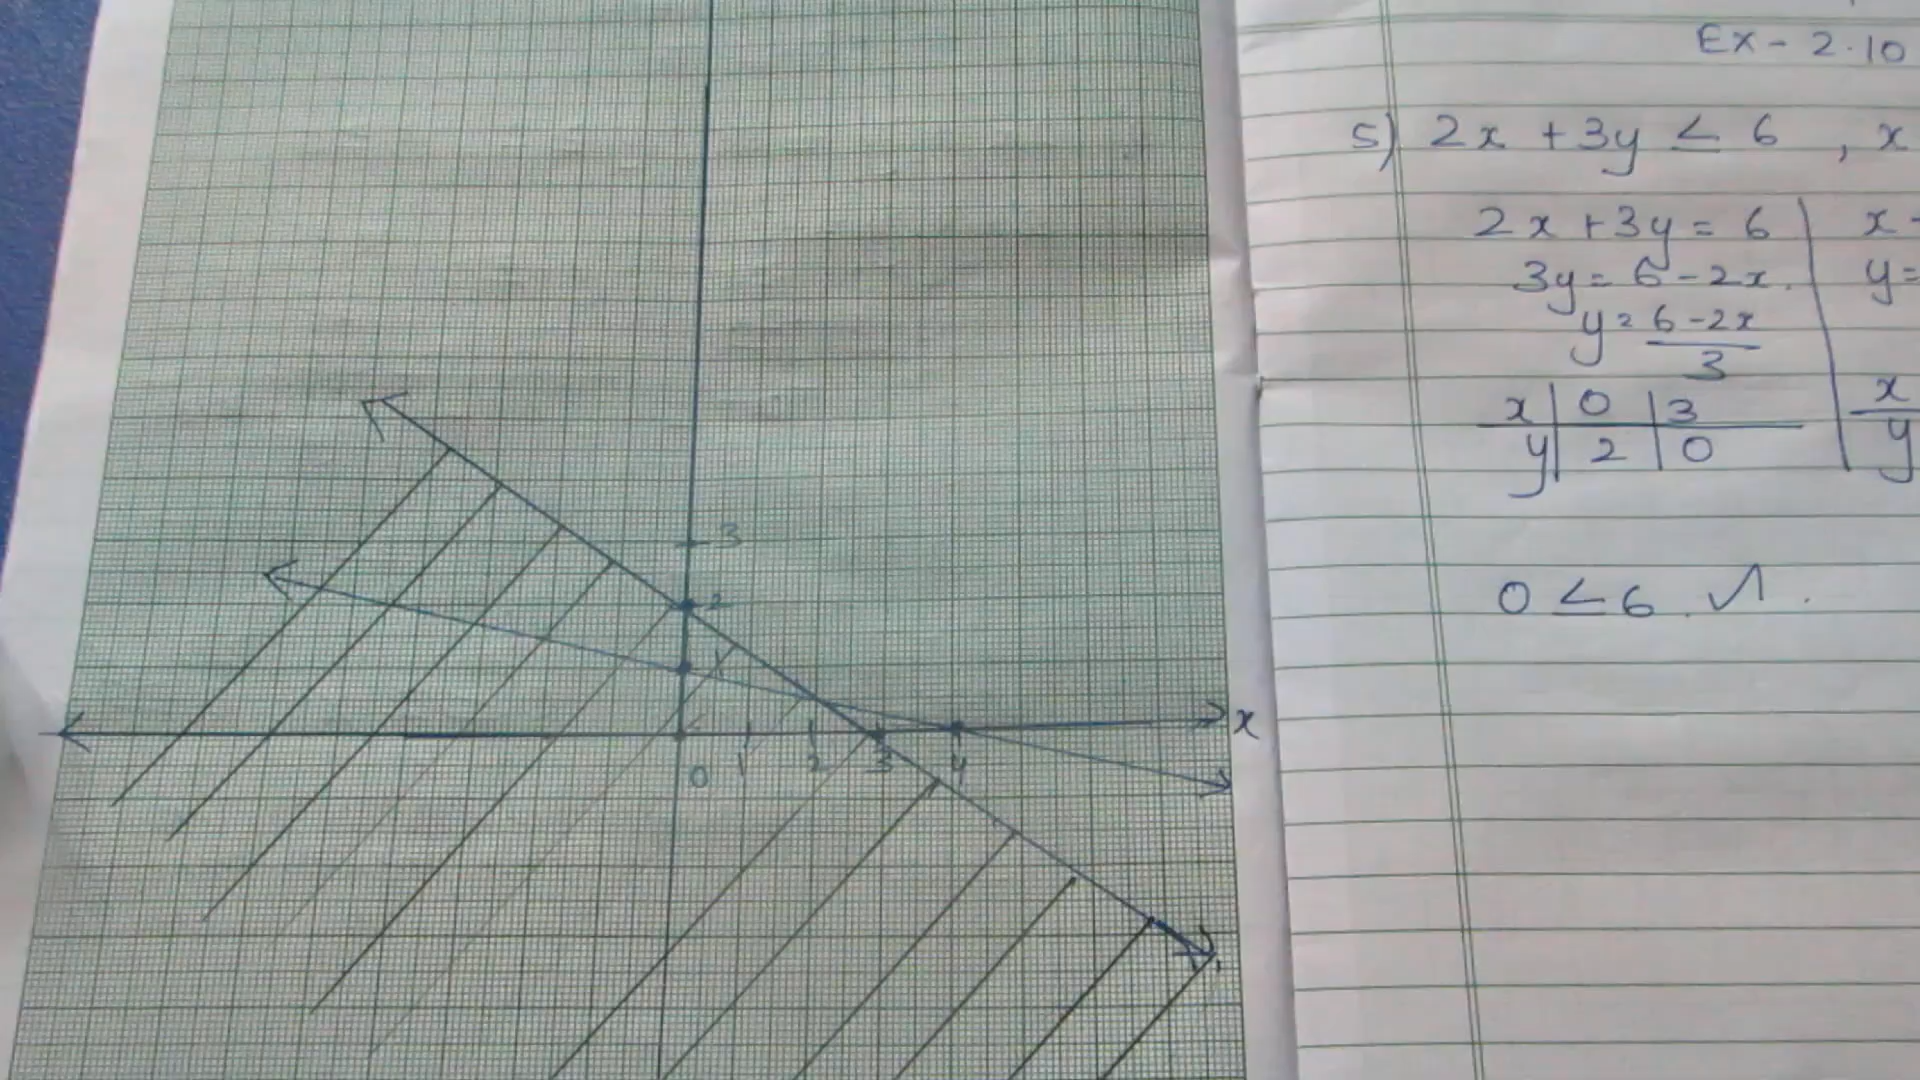 Ex - 2.10
5) 2x + 3y ≤ 6 , x
2x + 3y = 6
x -
3y = 6 - 2x.
y =
y = 6 - 2x
3
x | 0 | 3
y | 2 | 0
x
y
0 ≤ 6.
3
2
1
x
0 1 2 3 4